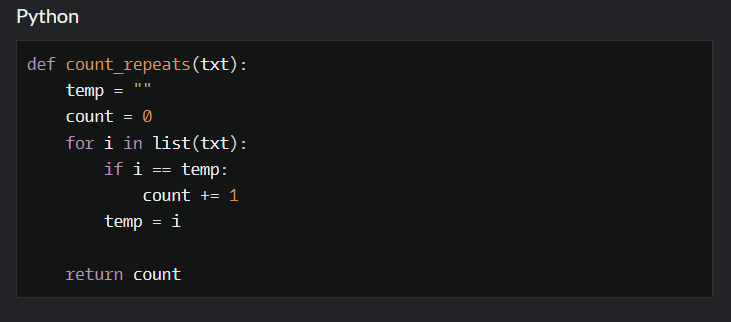 Python
def count_repeats(txt):
    temp = ""
    count = 0
    for i in list(txt):
        if i == temp:
            count += 1
        temp = i

    return count